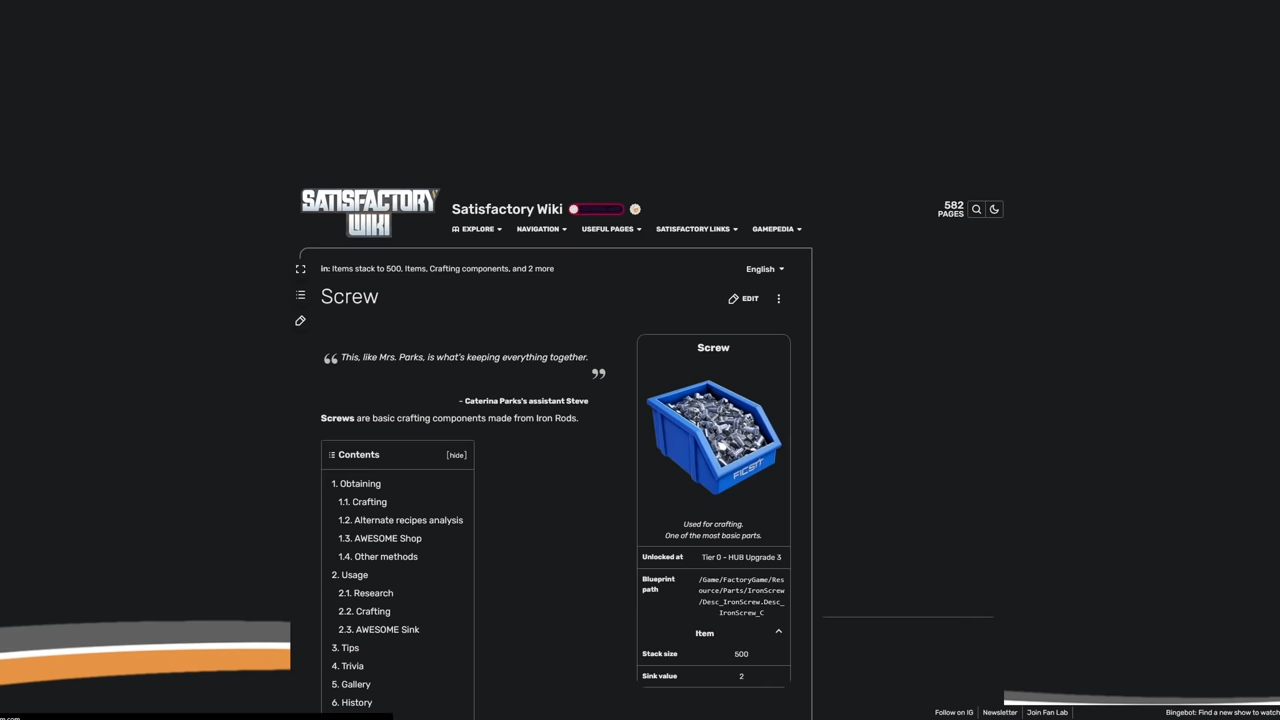 SATISFACTORY
WIKI
Satisfactory Wiki
582
PAGES
EXPLORE
NAVIGATION
USEFUL PAGES
SATISFACTORY LINKS
GAMEPEDIA
in: Items stack to 500, Items, Crafting components, and 2 more
English
Screw
EDIT
“ This, like Mrs. Parks, is what's keeping everything together. ”
– Caterina Parks's assistant Steve
Screws are basic crafting components made from Iron Rods.
Contents [hide]
1. Obtaining
1.1. Crafting
1.2. Alternate recipes analysis
1.3. AWESOME Shop
1.4. Other methods
2. Usage
2.1. Research
2.2. Crafting
2.3. AWESOME Sink
3. Tips
4. Trivia
5. Gallery
6. History
Screw
FICSIT
Used for crafting.
One of the most basic parts.
Unlocked at Tier 0 - HUB Upgrade 3
Blueprint path
/Game/FactoryGame/Res
ource/Parts/IronScrew
/Desc_IronScrew.Desc_
IronScrew_C
Item
Stack size 500
Sink value 2
Follow on IG
Newsletter
Join Fan Lab
Bingebot: Find a new show to watch